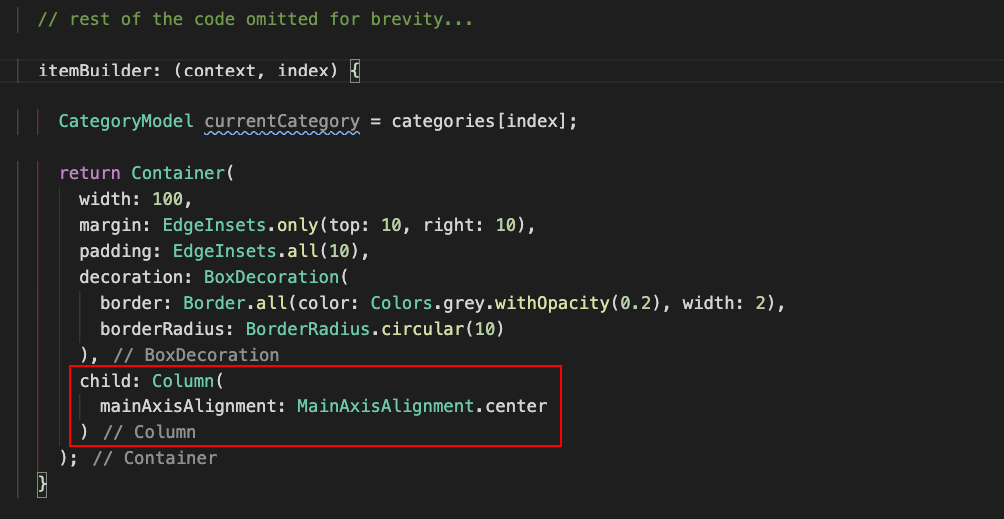 // rest of the code omitted for brevity...
itemBuilder: (context, index) {
CategoryModel currentCategory = categories[index];
return Container(
width: 100,
margin: EdgeInsets.only(top: 10, right: 10),
padding: EdgeInsets.all(10),
decoration: BoxDecoration(
border: Border.all(color: Colors.grey.withOpacity(0.2), width: 2),
borderRadius: BorderRadius.circular(10)
), // BoxDecoration
child: Column(
mainAxisAlignment: MainAxisAlignment.center
) // Column
); // Container
}